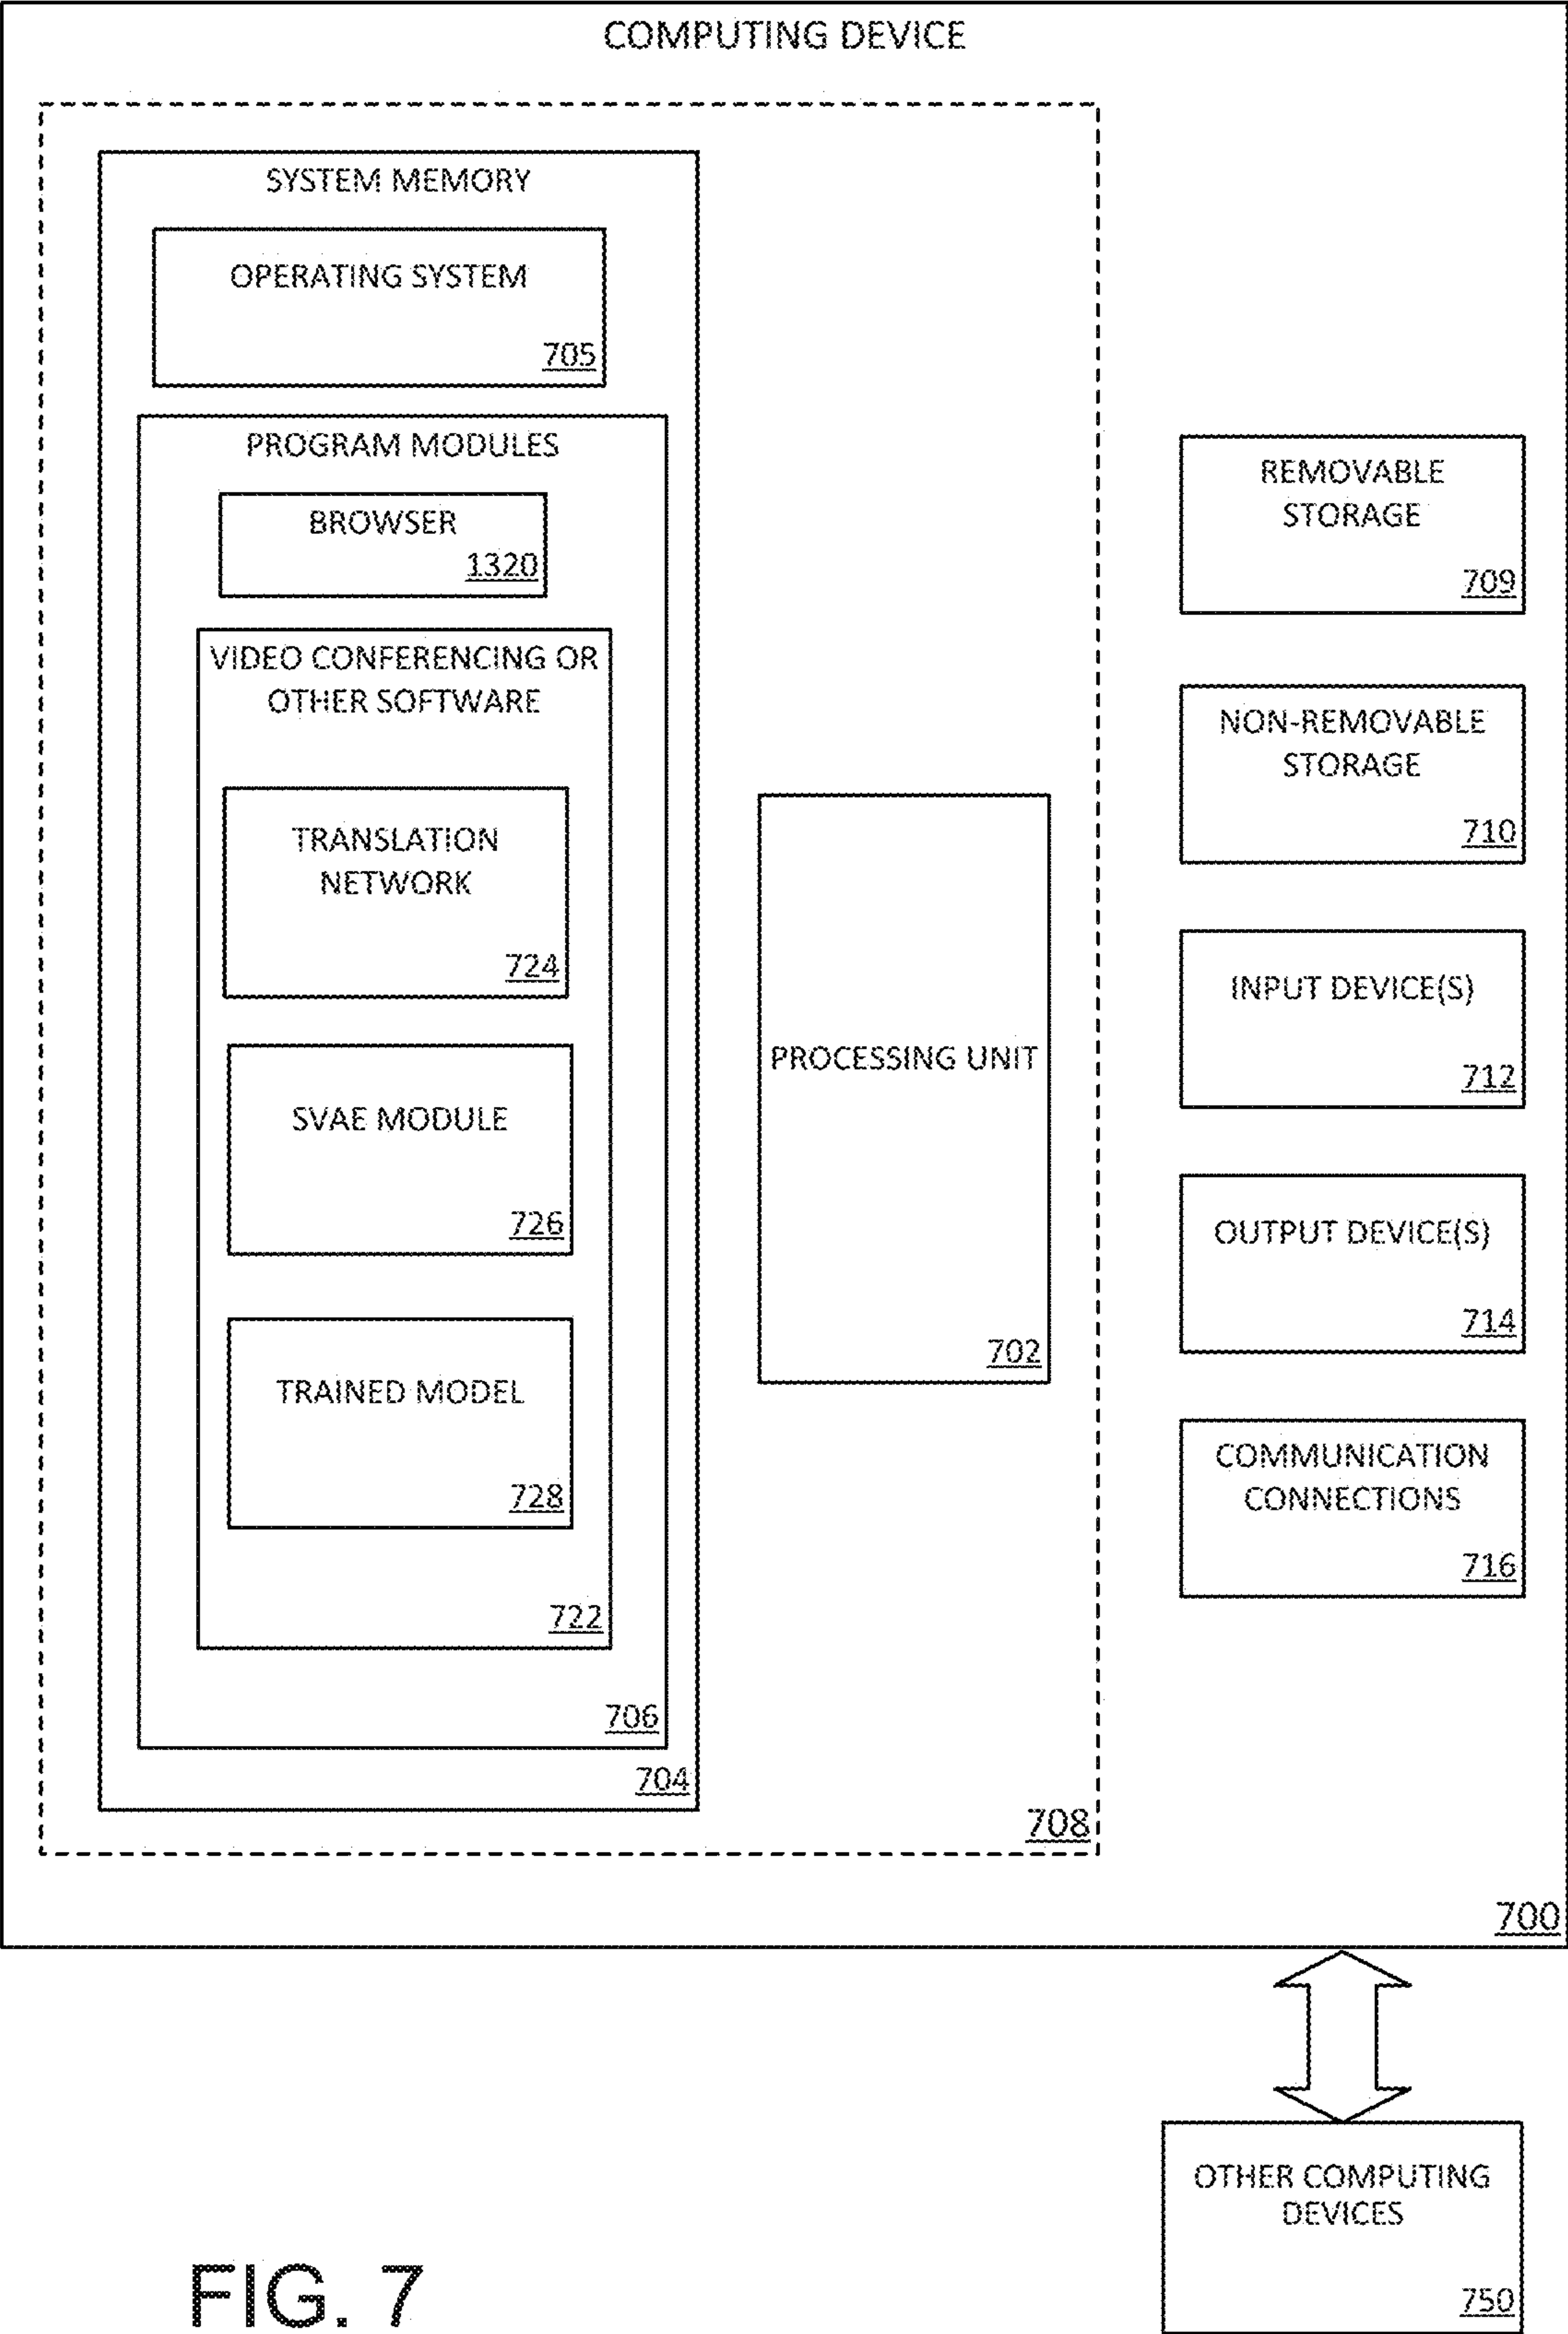 COMPUTING DEVICE
SYSTEM MEMORY
OPERATING SYSTEM
705
PROGRAM MODULES
BROWSER
1320
VIDEO CONFERENCING OR
OTHER SOFTWARE
TRANSLATION
NETWORK
724
SVAE MODULE
726
TRAINED MODEL
728
722
706
704
PROCESSING UNIT
702
708
REMOVABLE
STORAGE
709
NON-REMOVABLE
STORAGE
710
INPUT DEVICE(S)
712
OUTPUT DEVICE(S)
714
COMMUNICATION
CONNECTIONS
716
700
OTHER COMPUTING
DEVICES
750
FIG. 7